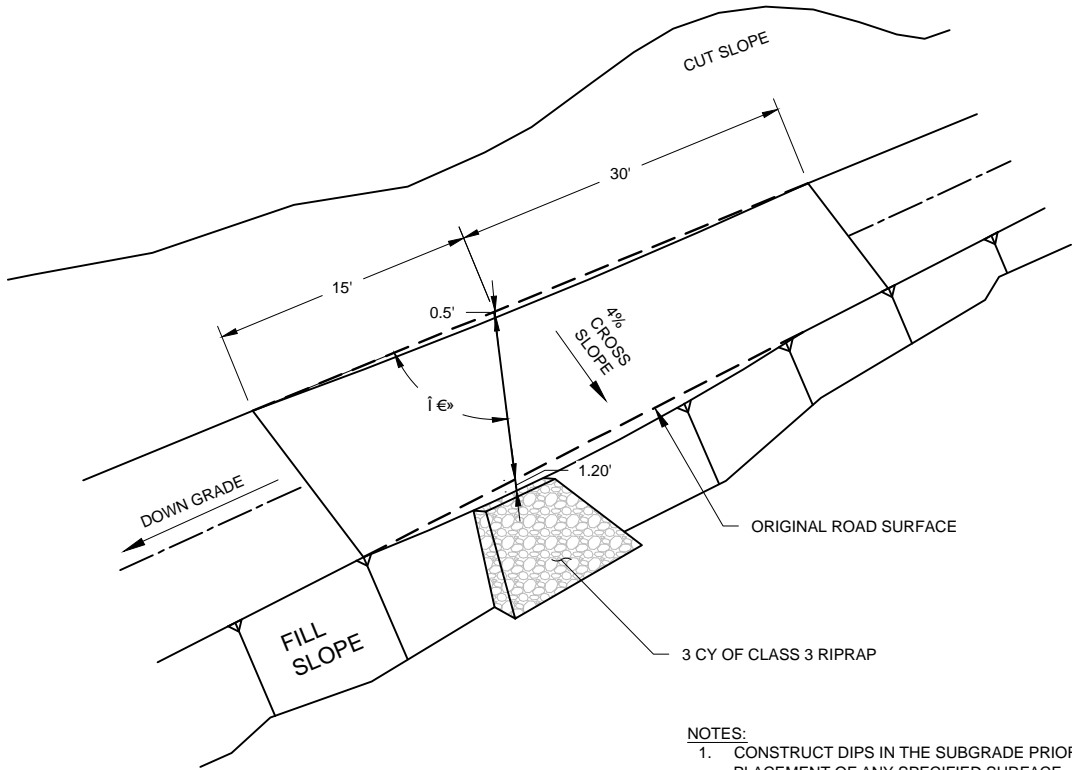 CUT SLOPE
30'
15'
0.5'
4%
CROSS
SLOPE
Î €»
1.20'
DOWN GRADE
ORIGINAL ROAD SURFACE
FILL
SLOPE
3 CY OF CLASS 3 RIPRAP
NOTES:
1. CONSTRUCT DIPS IN THE SUBGRADE PRIOR